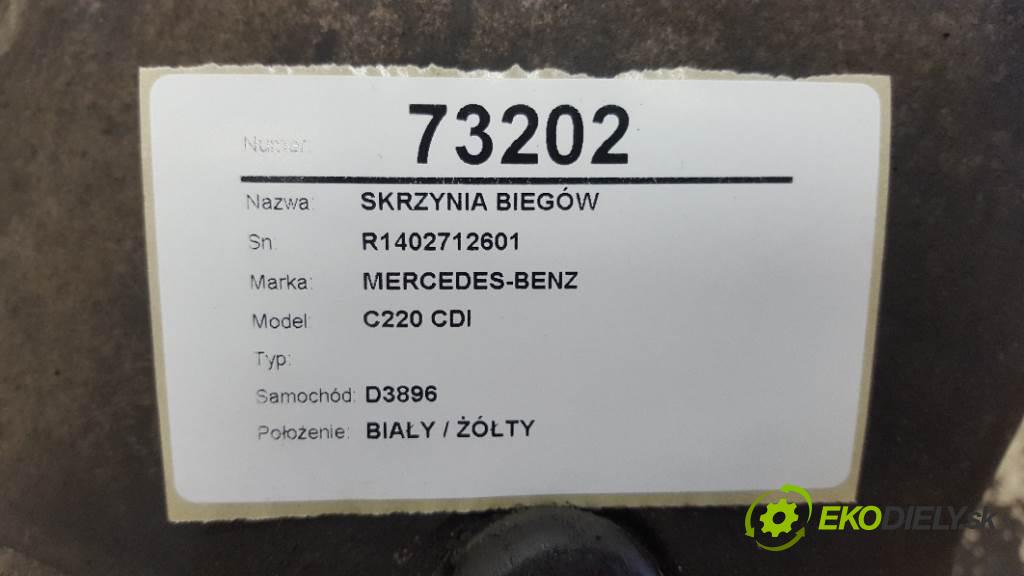 Numer: 73202
Nazwa: SKRZYNIA BIEGÓW
Sn: R1402712601
Marka: MERCEDES-BENZ
Model: C220 CDI
Typ:
Samochód: D3896
Położenie: BIAŁY / ŻÓŁTY
EKODIELY.sk